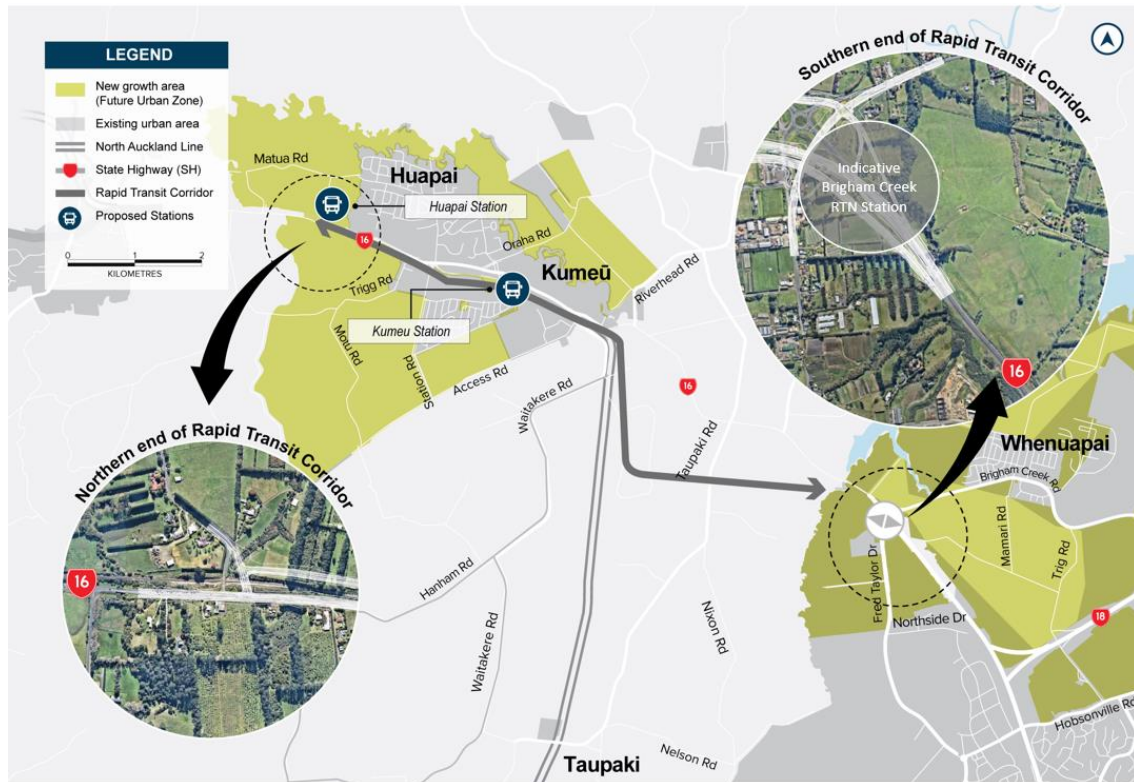 LEGEND
New growth area
(Future Urban Zone)
Existing urban area
North Auckland Line
State Highway (SH)
Rapid Transit Corridor
Proposed Stations
0 1 2
KILOMETRES
Southern end of Rapid Transit Corridor
Indicative
Brigham Creek
RTN Station
16
Matua Rd
Huapai
Huapai Station
16
Oraha Rd
Kumeū
Riverhead Rd
Trigg Rd
Kumeu Station
Motu Rd
Station Rd
Access Rd
Waitakere Rd
16
Taupaki Rd
Northern end of Rapid Transit Corridor
16
Whenuapai
Brigham Creek Rd
Mamari Rd
Trig Rd
Fred Taylor Dr
Northside Dr
18
Hanham Rd
Waitakere Rd
Nixon Rd
Hobsonville Rd
Taupaki
Nelson Rd